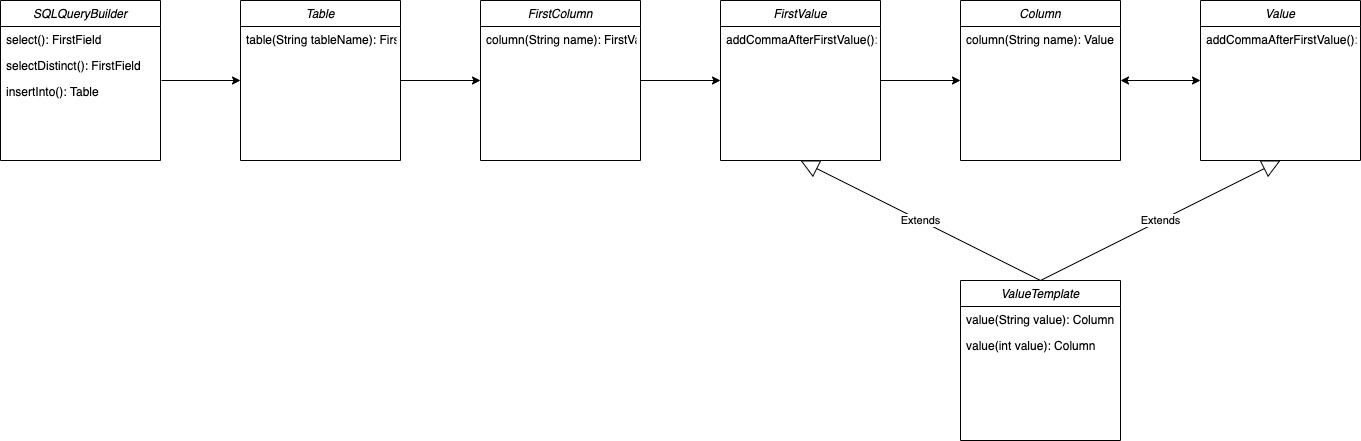 SQLQueryBuilder
select(): FirstField
selectDistinct(): FirstField
insertInto(): Table
Table
table(String tableName): Firs
FirstColumn
column(String name): FirstVa
FirstValue
addCommaAfterFirstValue():
Column
column(String name): Value
Value
addCommaAfterFirstValue():
Extends
Extends
ValueTemplate
value(String value): Column
value(int value): Column